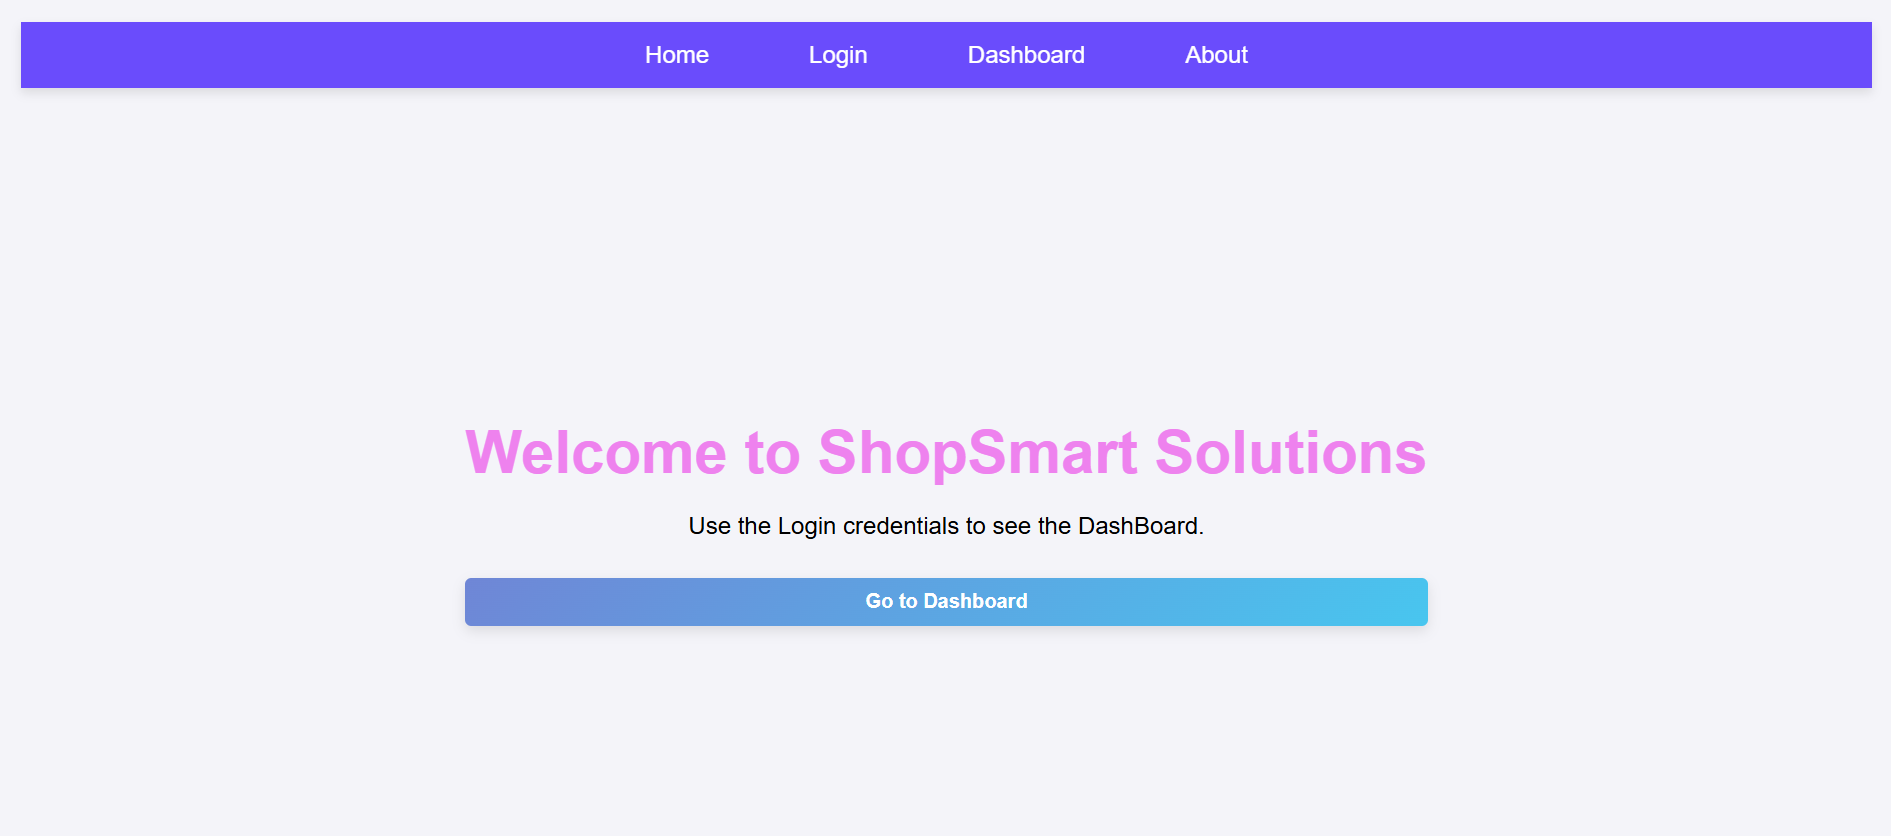 Home Login Dashboard About
Welcome to ShopSmart Solutions
Use the Login credentials to see the DashBoard.
Go to Dashboard